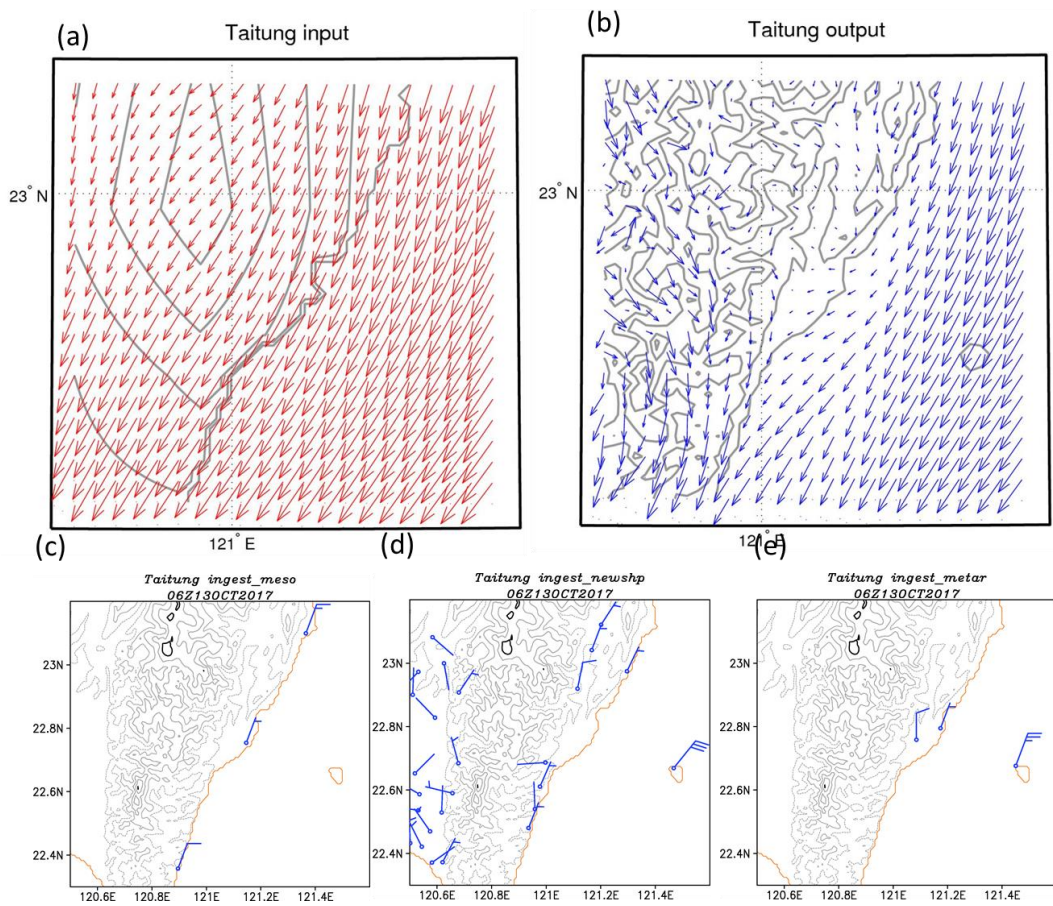 (a)
Taitung input
(b)
Taitung output
23° N
23° N
121° E
121° E
(c)
(d)
(e)
Taitung ingest_meso
06Z13OCT2017
Taitung ingest_newshp
06Z13OCT2017
Taitung ingest_metar
06Z13OCT2017
23N
22.8N
22.6N
22.4N
120.6E 120.8E 121E 121.2E 121.4E
23N
22.8N
22.6N
22.4N
120.6E 120.8E 121E 121.2E 121.4E
23N
22.8N
22.6N
22.4N
120.6E 120.8E 121E 121.2E 121.4E